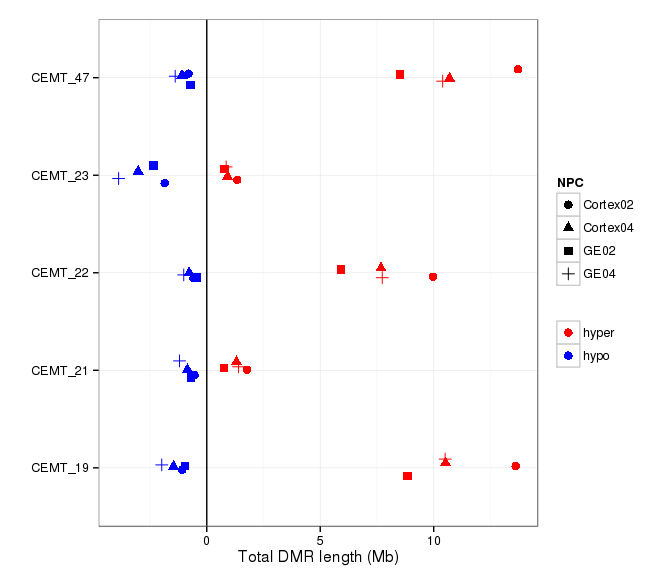 CEMT_47
CEMT_23
CEMT_22
CEMT_21
CEMT_19
0 5 10
Total DMR length (Mb)
NPC
Cortex02
Cortex04
GE02
GE04
hyper
hypo